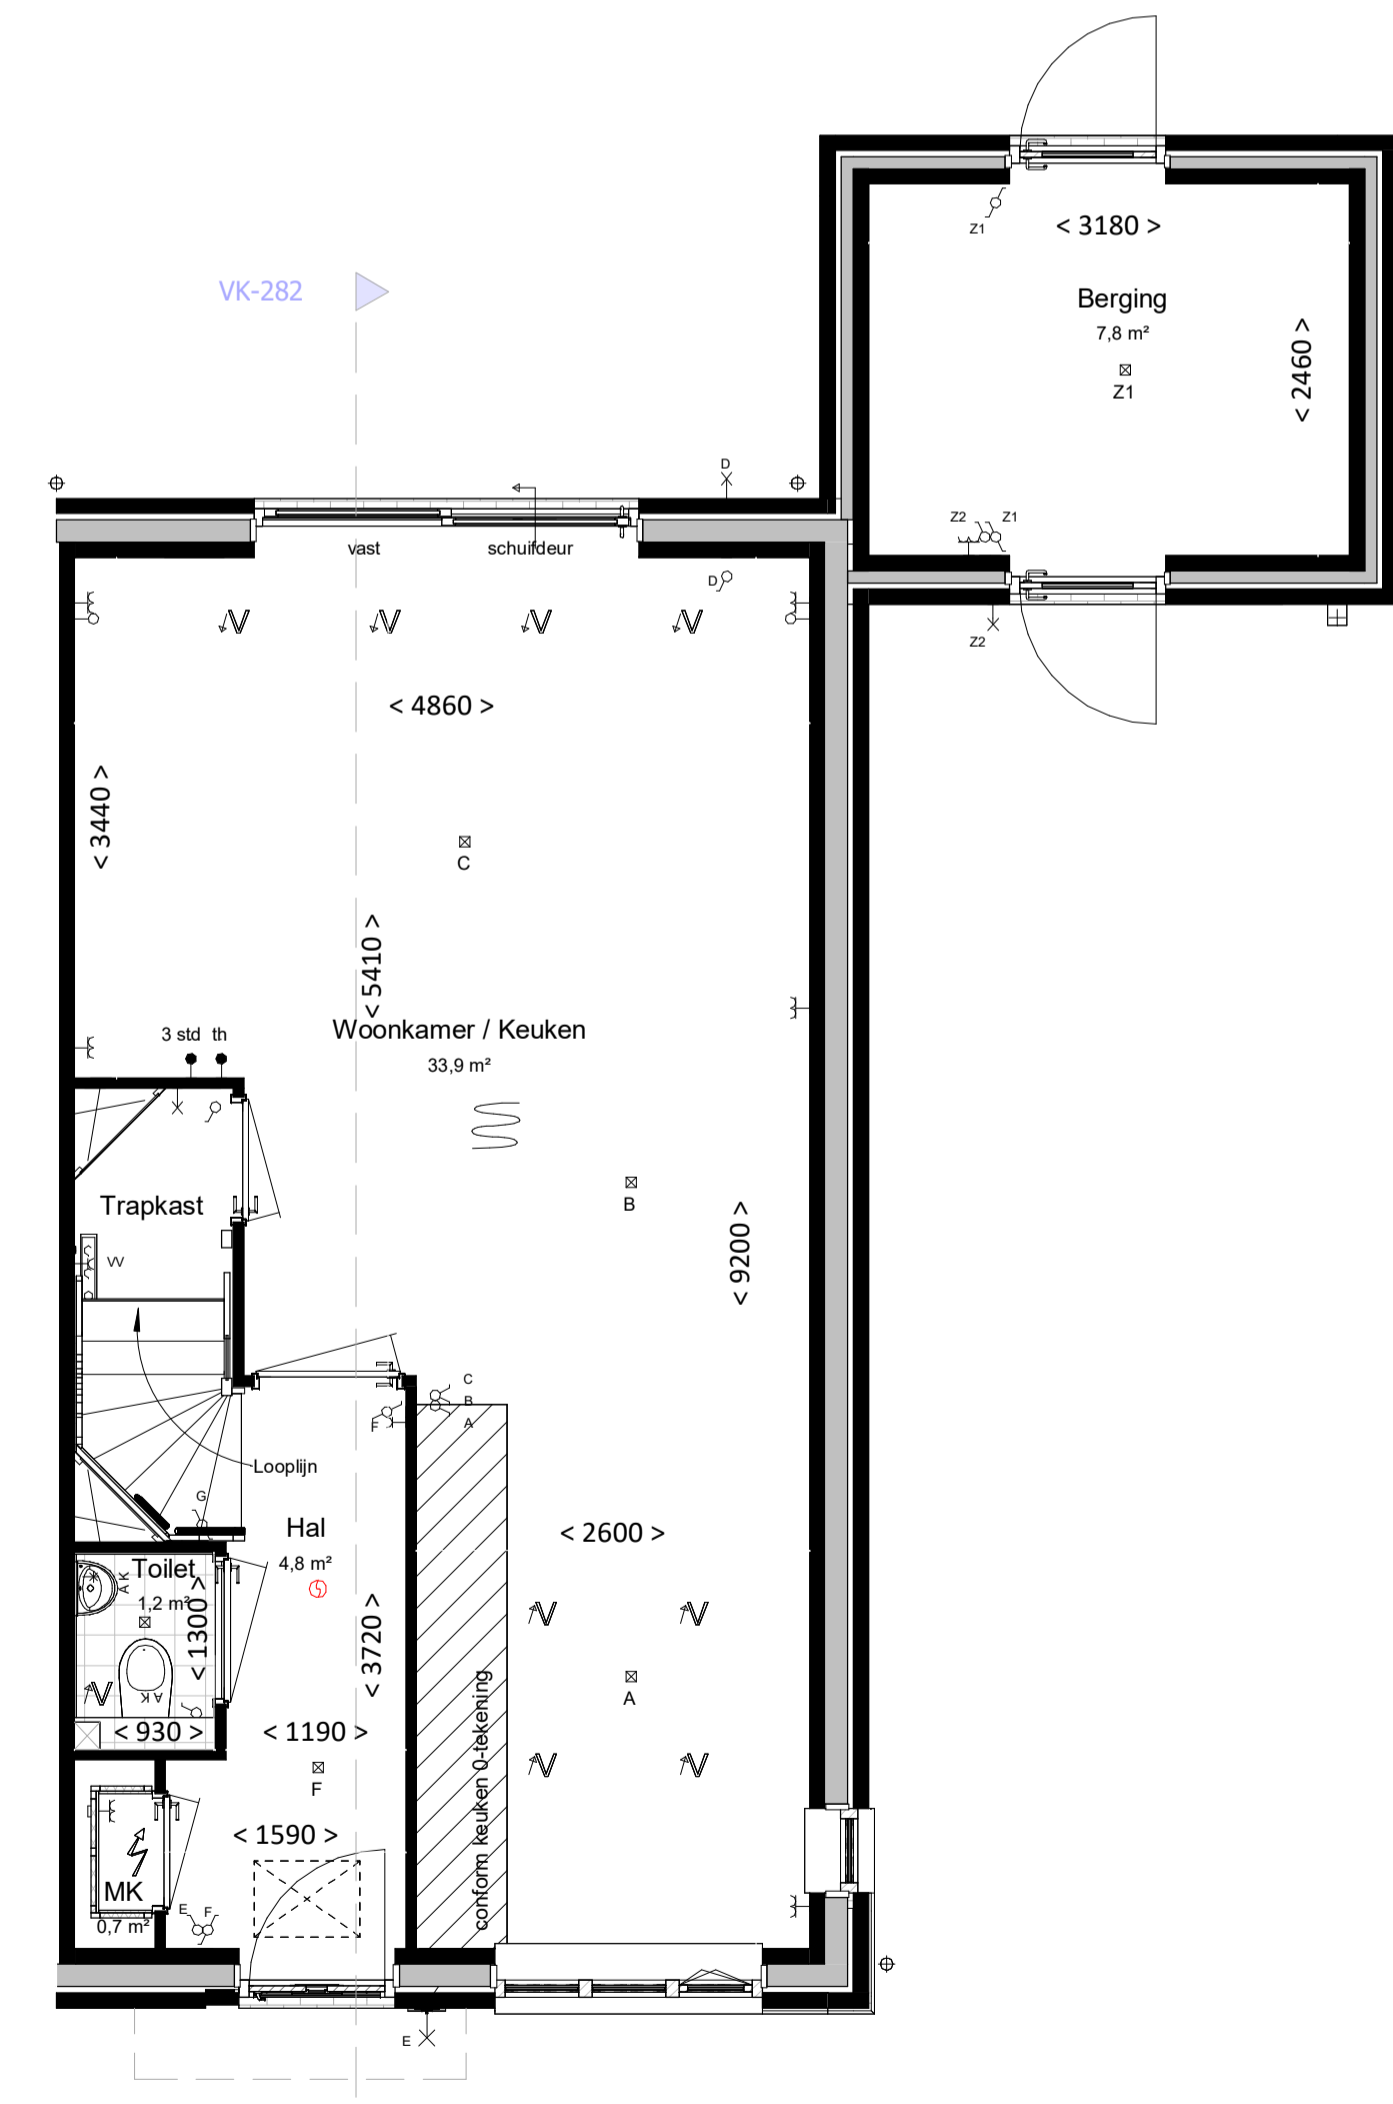 Z1
< 3180 >
VK-282
Berging
7,8 m²
< 2460 >
Z1
D
Z2
Z1
vast
schuifdeur
D
V
V
V
V
Z2
< 4860 >
< 3440 >
C
< 5410 >
Woonkamer / Keuken
33,9 m²
3 std
th
Trapkast
B
< 9200 >
VV
C
B
A
F
Looplijn
G
Hal
4,8 m²
< 2600 >
Toilet
1,2 m²
AK
< 1300 >
< 3720 >
V
V
A
AK
V
< 930 >
< 1190 >
F
V
V
conform keuken 0-tekening
< 1590 >
MK
0,7 m²
E
F
E